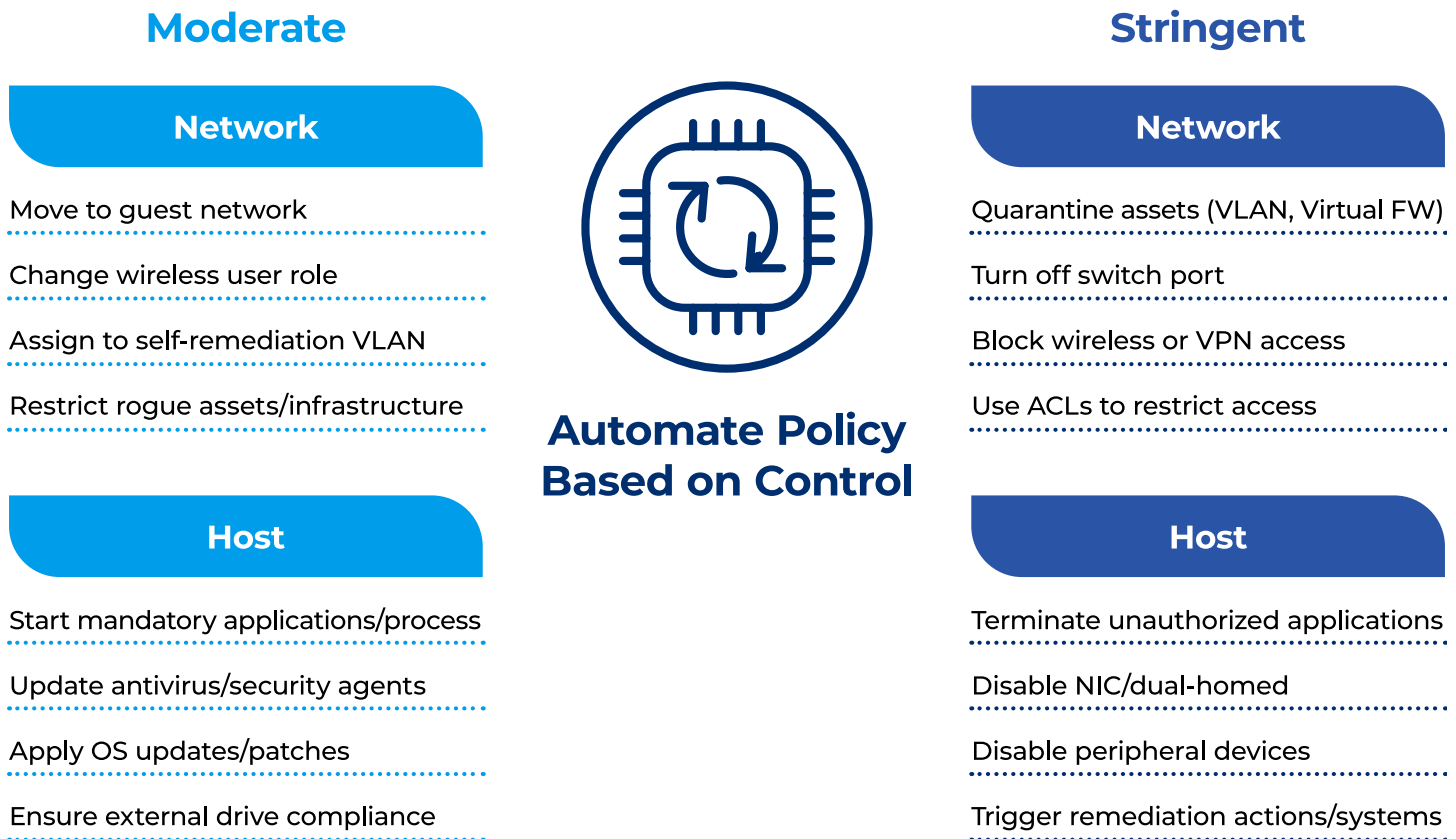 Moderate
Network
Move to guest network
Change wireless user role
Assign to self-remediation VLAN
Restrict rogue assets/infrastructure
Host
Start mandatory applications/process
Update antivirus/security agents
Apply OS updates/patches
Ensure external drive compliance
Automate Policy
Based on Control
Stringent
Network
Quarantine assets (VLAN, Virtual FW)
Turn off switch port
Block wireless or VPN access
Use ACLs to restrict access
Host
Terminate unauthorized applications
Disable NIC/dual-homed
Disable peripheral devices
Trigger remediation actions/systems